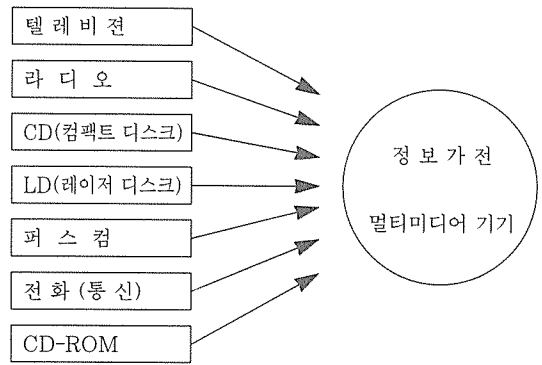 텔 레 비 젼
라 디 오
CD(컴팩트 디스크)
LD(레이저 디스크)
퍼 스 컴
전 화 (통 신)
CD-ROM
정 보 가 전
멀티미디어 기기